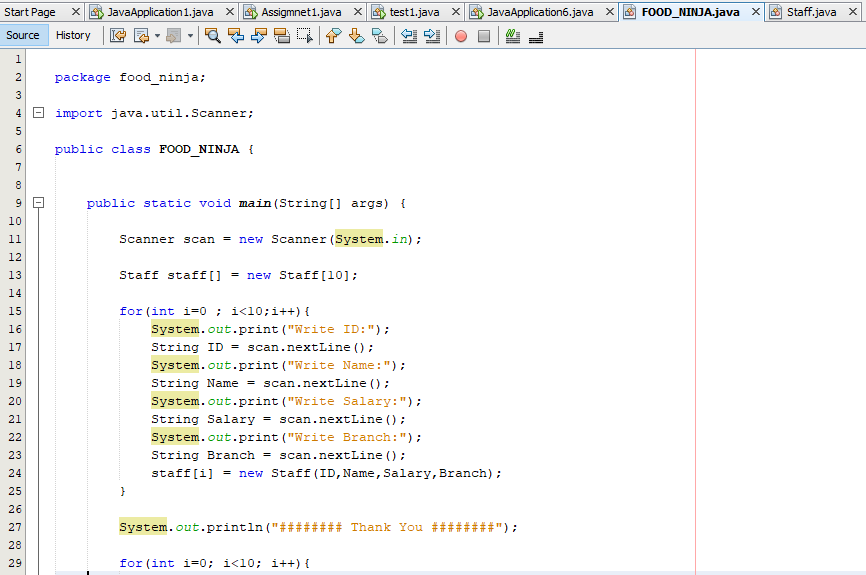 Start Page JavaApplication1.java Assigmnet1.java test1.java JavaApplication6.java FOOD_NINJA.java Staff.java
Source History
1
2 package food_ninja;
3
4 import java.util.Scanner;
5
6 public class FOOD_NINJA {
7
8
9 public static void main(String[] args) {
10
11 Scanner scan = new Scanner(System.in);
12
13 Staff staff[] = new Staff[10];
14
15 for(int i=0 ; i<10;i++){
16 System.out.print("Write ID:");
17 String ID = scan.nextLine();
18 System.out.print("Write Name:");
19 String Name = scan.nextLine();
20 System.out.print("Write Salary:");
21 String Salary = scan.nextLine();
22 System.out.print("Write Branch:");
23 String Branch = scan.nextLine();
24 staff[i] = new Staff(ID,Name,Salary,Branch);
25 }
26
27 System.out.println("######## Thank You ########");
28
29 for(int i=0; i<10; i++){